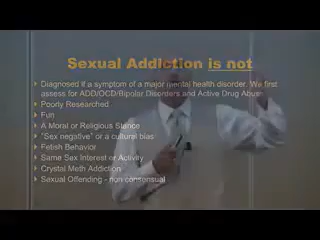 Sexual Addiction is not
Diagnosed if a symptom of a major mental health disorder. We first
assess for ADD/OCD/Bipolar Disorders and Active Drug Abuse
Poorly Researched
Fun
A Moral or Religious Stance
"Sex negative" or a cultural bias
Fetish Behavior
Same Sex Interest or Activity
Crystal Meth Addiction
Sexual Offending - non consensual